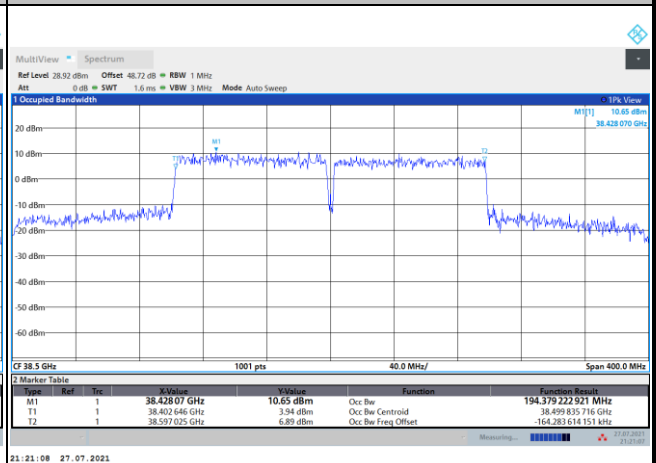 MultiView Spectrum
Ref Level 28.92 dBm Offset 48.72 dB RBW 1 MHz
Att 0 dB SWT 1.6 ms VBW 3 MHz Mode Auto Sweep
1 Occupied Bandwidth 1Pk View
M1[1] 10.65 dBm
38.428 070 GHz
20 dBm
M1
T2
10 dBm
T1
0 dBm
-10 dBm
-20 dBm
-30 dBm
-40 dBm
-50 dBm
-60 dBm
CF 38.5 GHz 1001 pts 40.0 MHz/ Span 400.0 MHz
2 Marker Table
Type Ref Trc X-Value Y-Value Function Function Result
M1 1 38.428 07 GHz 10.65 dBm Occ Bw 194.379 222 921 MHz
T1 1 38.402 646 GHz 3.94 dBm Occ Bw Centroid 38.499 835 716 GHz
T2 1 38.597 025 GHz 6.89 dBm Occ Bw Freq Offset -164.283 614 151 kHz
Measuring... 27.07.2021
21:21:07
21:21:08 27.07.2021